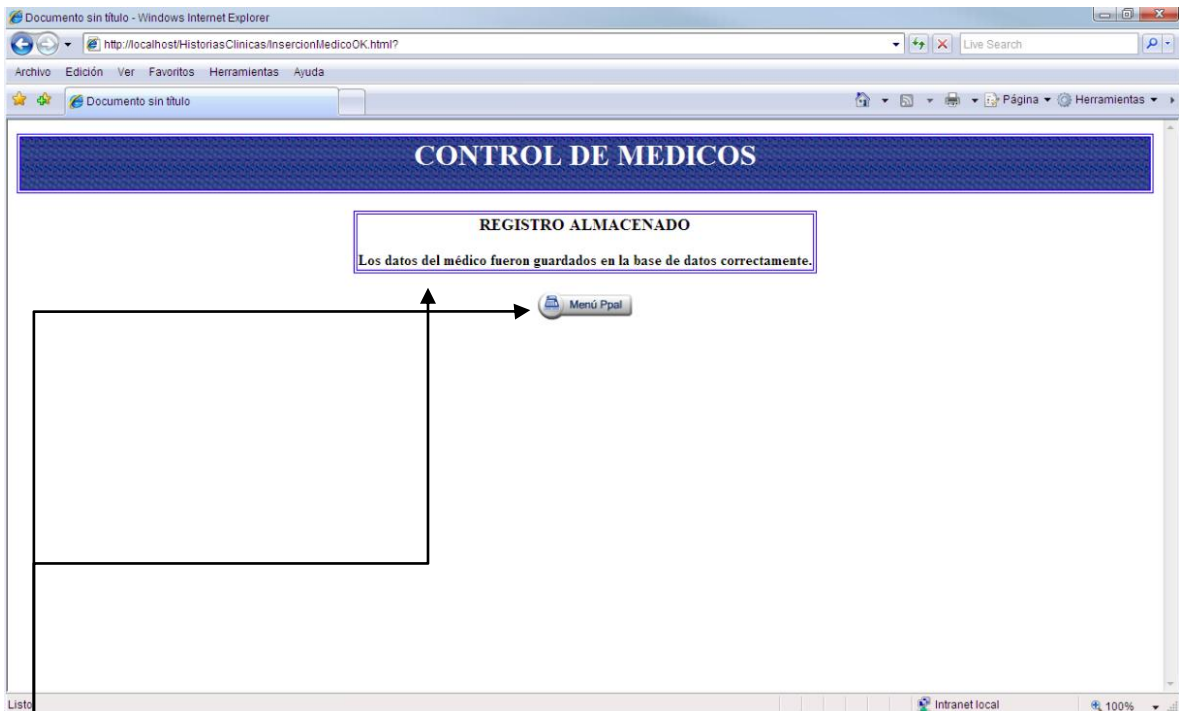 Documento sin título - Windows Internet Explorer
http://localhost/HistoriasClinicas/InsercionMedicoOK.html?
Live Search
Archivo Edición Ver Favoritos Herramientas Ayuda
Documento sin título
Página Herramientas
CONTROL DE MEDICOS
REGISTRO ALMACENADO
Los datos del médico fueron guardados en la base de datos correctamente.
Menú Ppal
Listo
Intranet local
100%